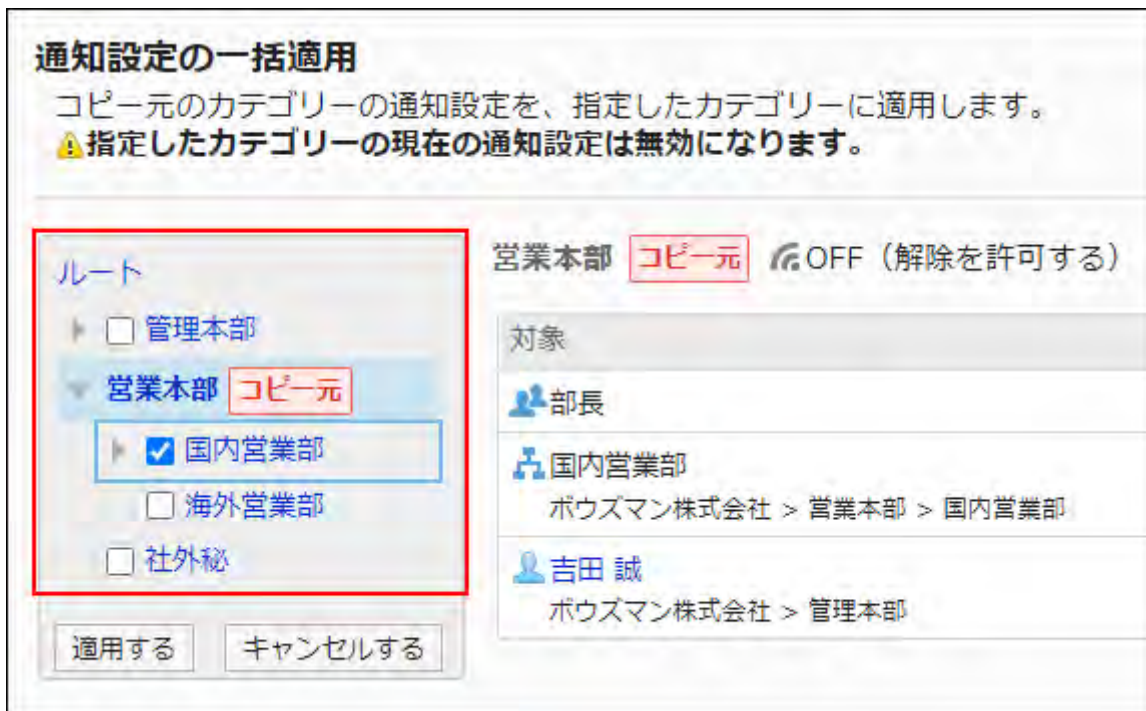 通知設定の一括適用
コピー元のカテゴリーの通知設定を、指定したカテゴリーに適用します。
指定したカテゴリーの現在の通知設定は無効になります。
ルート
管理本部
営業本部 コピー元
国内営業部
海外営業部
社外秘
適用する キャンセルする
営業本部 コピー元 OFF（解除を許可する）
対象
部長
国内営業部
ボウズマン株式会社 > 営業本部 > 国内営業部
吉田 誠
ボウズマン株式会社 > 管理本部